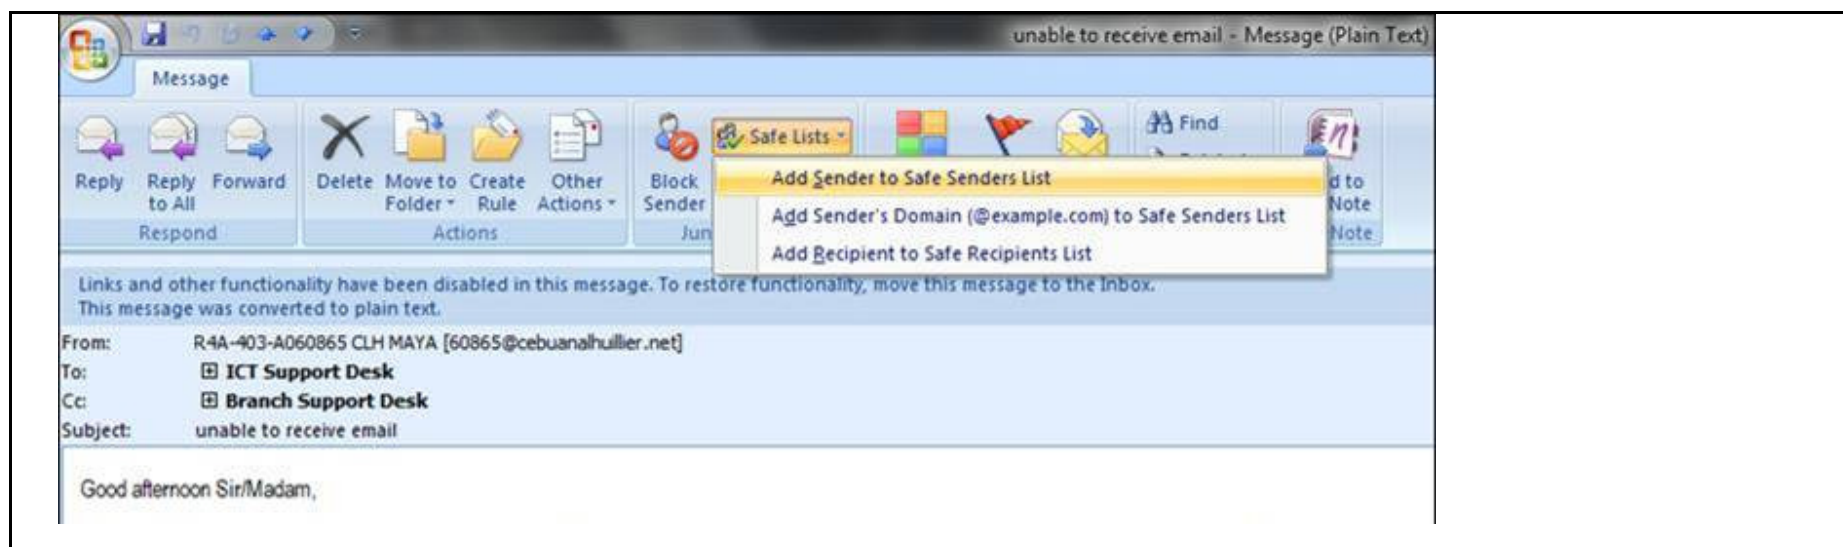 unable to receive email - Message (Plain Text)
Message
Safe Lists
Find
Reply
Reply to All
Forward
Delete
Move to Folder
Create Rule
Other Actions
Block Sender
Add Sender to Safe Senders List
Add Sender's Domain (@example.com) to Safe Senders List
Add Recipient to Safe Recipients List
d to
Note
Respond
Actions
Jun
Note
Links and other functionality have been disabled in this message. To restore functionality, move this message to the Inbox.
This message was converted to plain text.
From: R4A-403-A060865 CLH MAYA [60865@cebuanalhuillier.net]
To: ICT Support Desk
Cc: Branch Support Desk
Subject: unable to receive email
Good afternoon Sir/Madam,